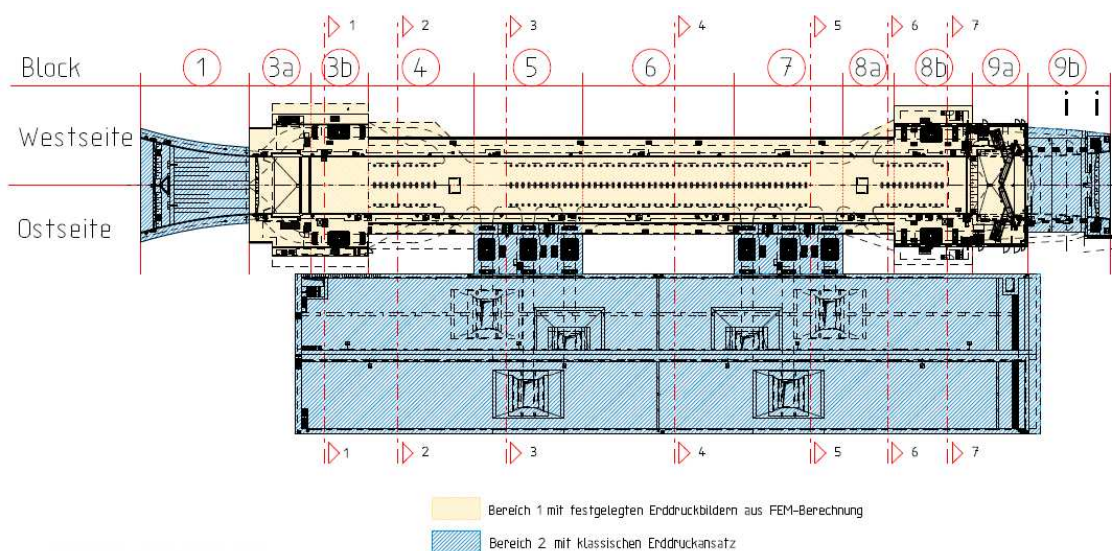 1 2 3 4 5 6 7
Block 1 3a 3b 4 5 6 7 8a 8b 9a 9b
i i
Westseite
Ostseite
1 2 3 4 5 6 7
Bereich 1 mit festgelegten Erddruckbildern aus FEM-Berechnung
Bereich 2 mit klassischen Erddruckansatz